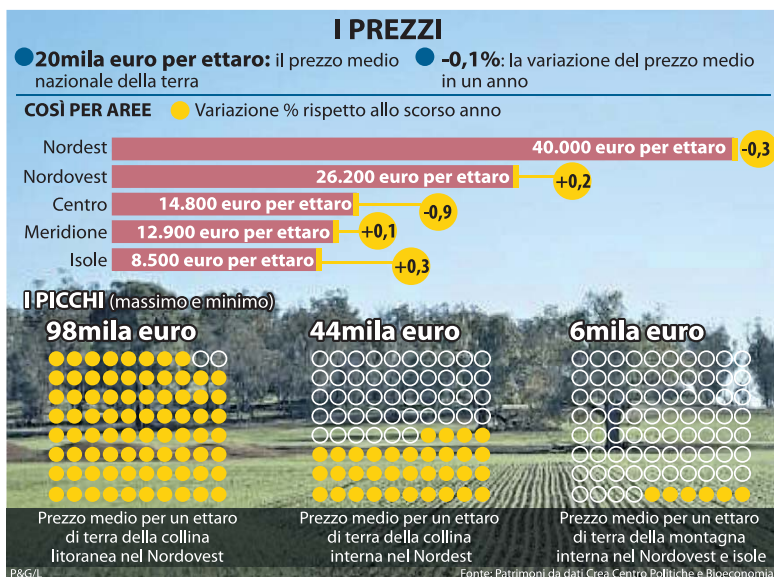 I PREZZI
20mila euro per ettaro: il prezzo medio
nazionale della terra
-0,1%: la variazione del prezzo medio
in un anno
COSÌ PER AREE
Variazione % rispetto allo scorso anno
Nordest 40.000 euro per ettaro -0,3
Nordovest 26.200 euro per ettaro +0,2
Centro 14.800 euro per ettaro -0,9
Meridione 12.900 euro per ettaro +0,1
Isole 8.500 euro per ettaro +0,3
I PICCHI (massimo e minimo)
98mila euro
Prezzo medio per un ettaro
di terra della collina
litoranea nel Nordovest
44mila euro
Prezzo medio per un ettaro
di terra della collina
interna nel Nordest
6mila euro
Prezzo medio per un ettaro
di terra della montagna
interna nel Nordovest e isole
P&G/L
Fonte: Patrimoni da dati Crea Centro Politiche e Bioeconomia